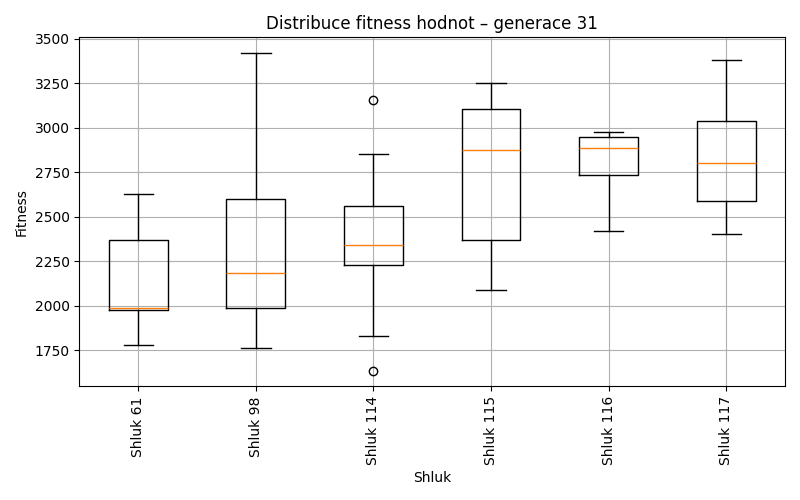 Distribuce fitness hodnot – generace 31
Fitness
3500
3250
3000
2750
2500
2250
2000
1750
Shluk 61
Shluk 98
Shluk 114
Shluk 115
Shluk 116
Shluk 117
Shluk